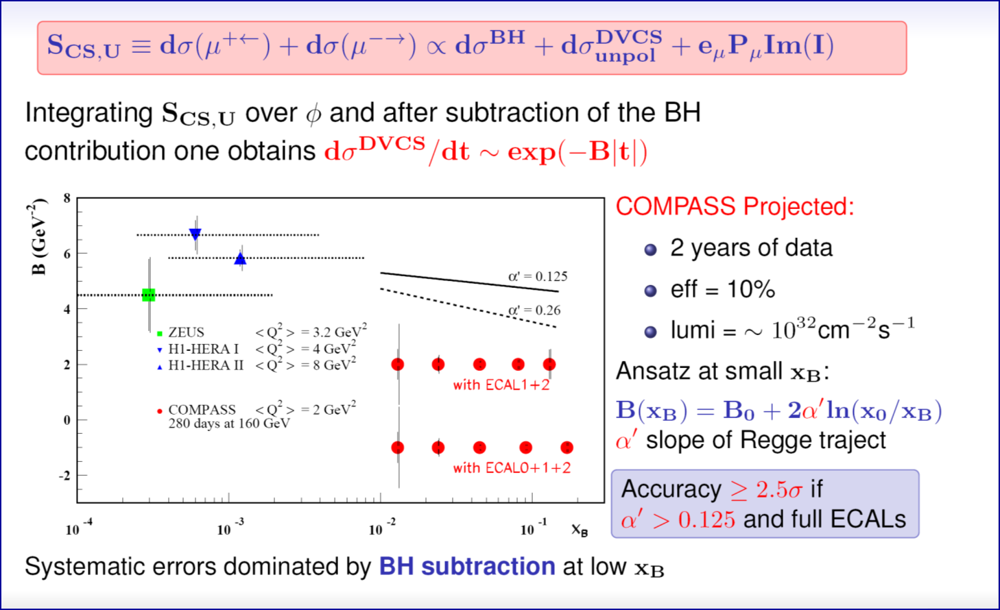 S_CS,U ≡ dσ(μ^+←) + dσ(μ^−→) ∝ dσ^BH + dσ^DVCS_unpol + e_μ P_μ Im(I)
Integrating S_CS,U over ϕ and after subtraction of the BH
contribution one obtains dσ^DVCS/dt ∼ exp(−B|t|)
B (GeV^-2)
8
6
4
2
0
-2
α' = 0.125
α' = 0.26
ZEUS <Q^2> = 3.2 GeV^2
H1-HERA I <Q^2> = 4 GeV^2
H1-HERA II <Q^2> = 8 GeV^2
with ECAL1+2
COMPASS <Q^2> = 2 GeV^2
280 days at 160 GeV
with ECAL0+1+2
10^-4 10^-3 10^-2 10^-1 x_B
COMPASS Projected:
2 years of data
eff = 10%
lumi = ∼ 10^32 cm^−2 s^−1
Ansatz at small x_B:
B(x_B) = B_0 + 2α′ln(x_0/x_B)
α′ slope of Regge traject
Accuracy ≥ 2.5σ if
α′ > 0.125 and full ECALs
Systematic errors dominated by BH subtraction at low x_B